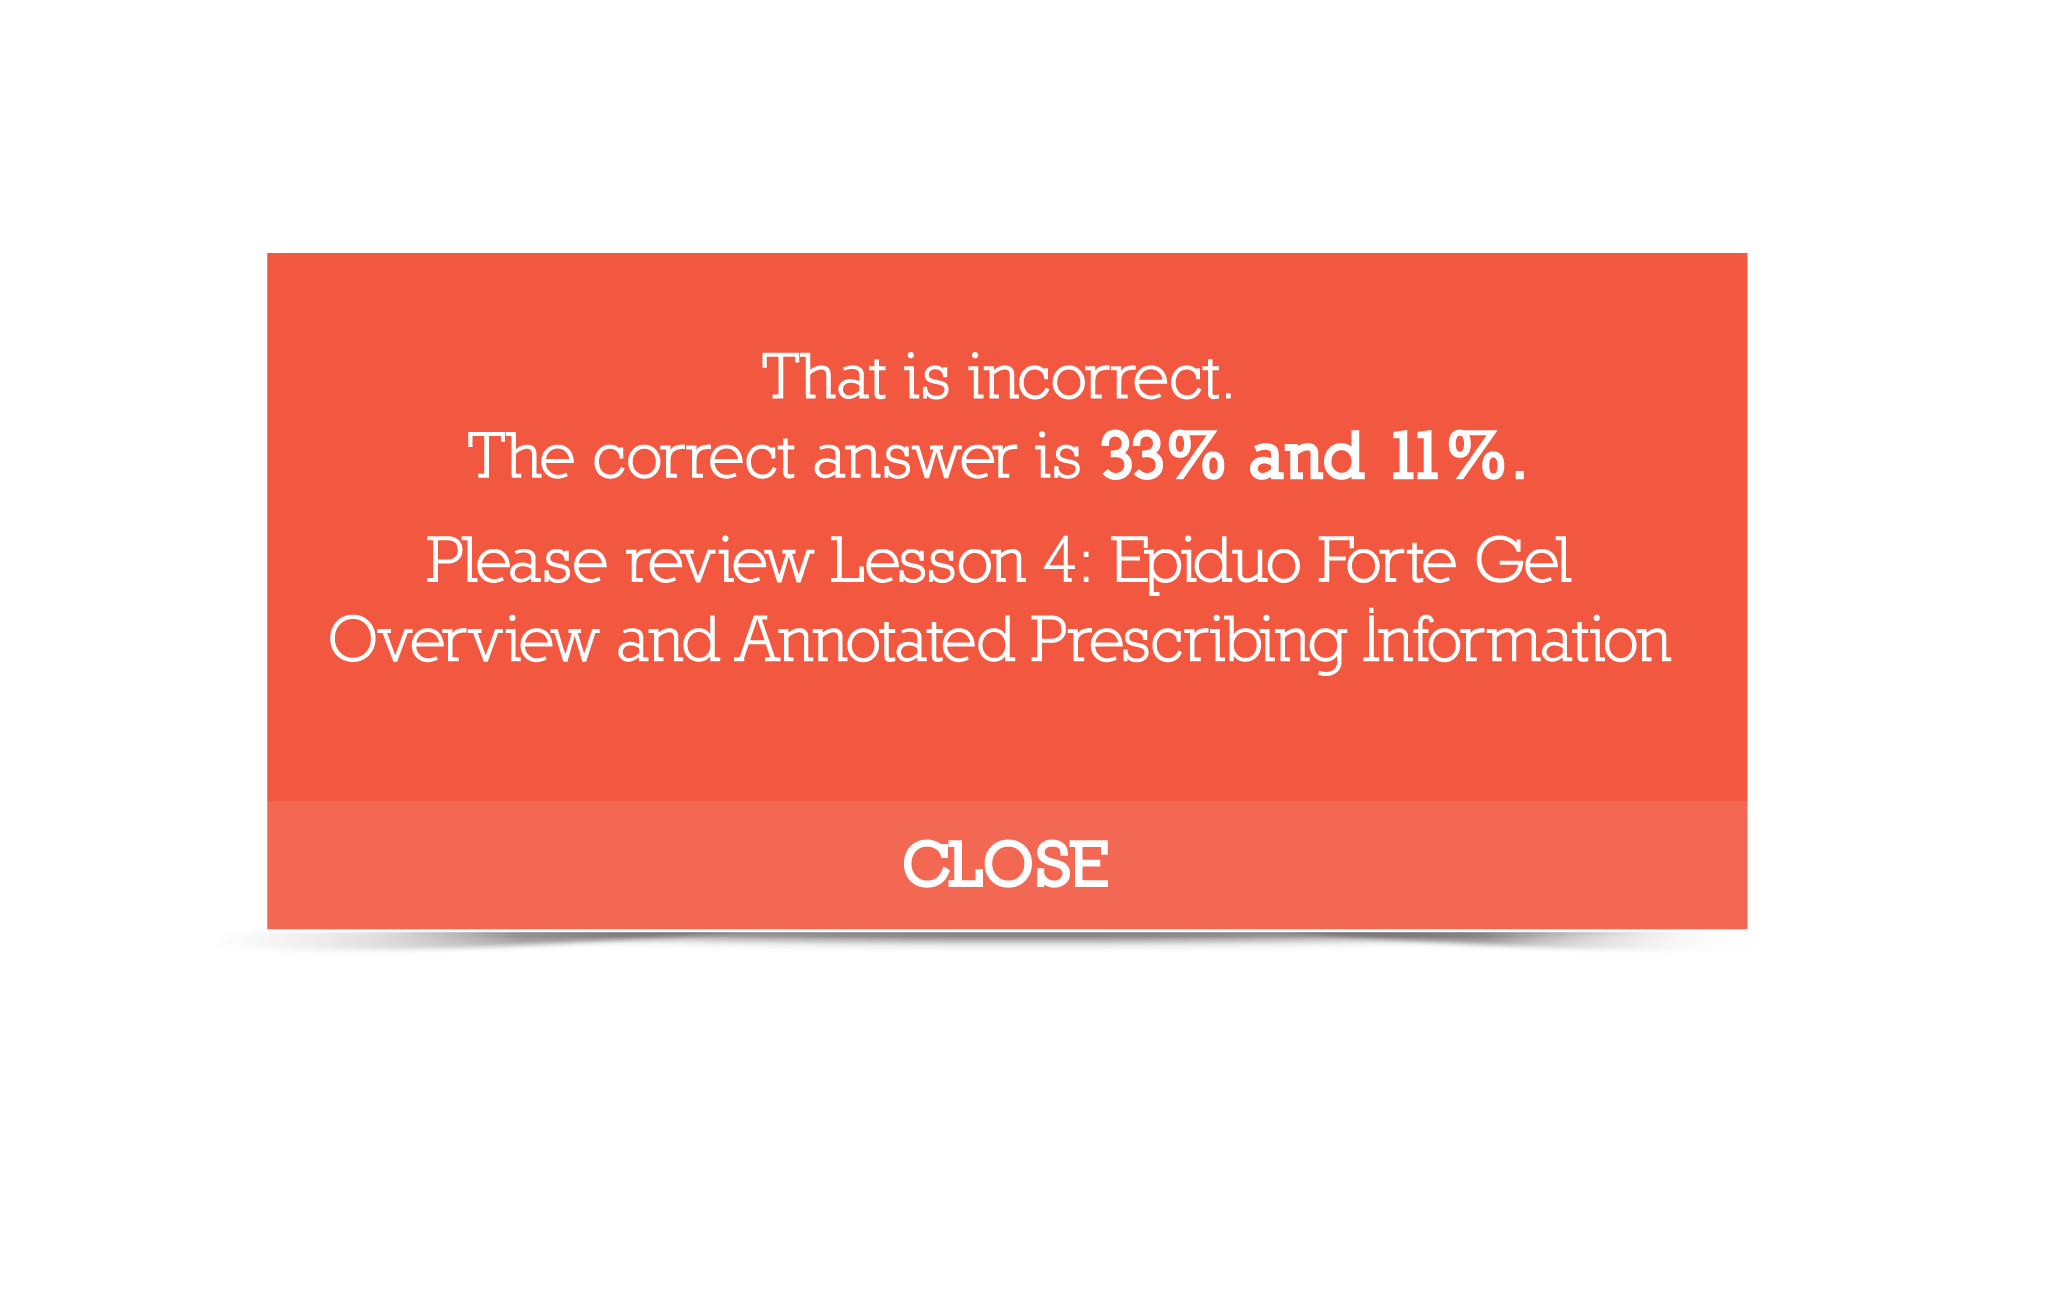 That is incorrect.
The correct answer is 33% and 11%.
Please review Lesson 4: Epiduo Forte Gel
Overview and Annotated Prescribing İnformation
CLOSE